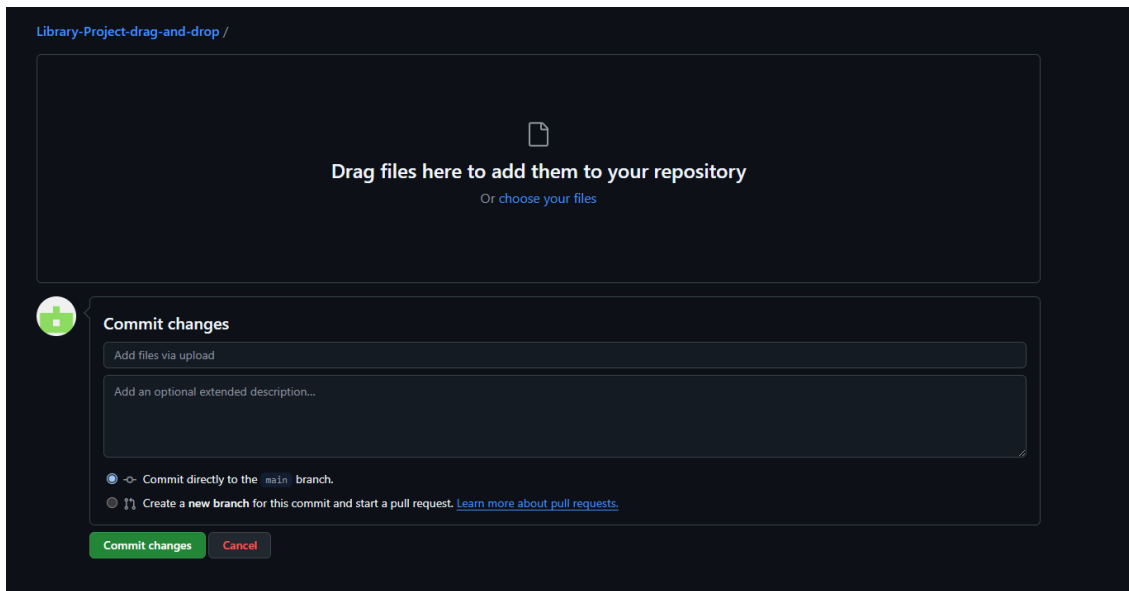 Library-Project-drag-and-drop /
Drag files here to add them to your repository
Or choose your files
Commit changes
Add files via upload
Add an optional extended description...
Commit directly to the main branch.
Create a new branch for this commit and start a pull request. Learn more about pull requests.
Commit changes Cancel